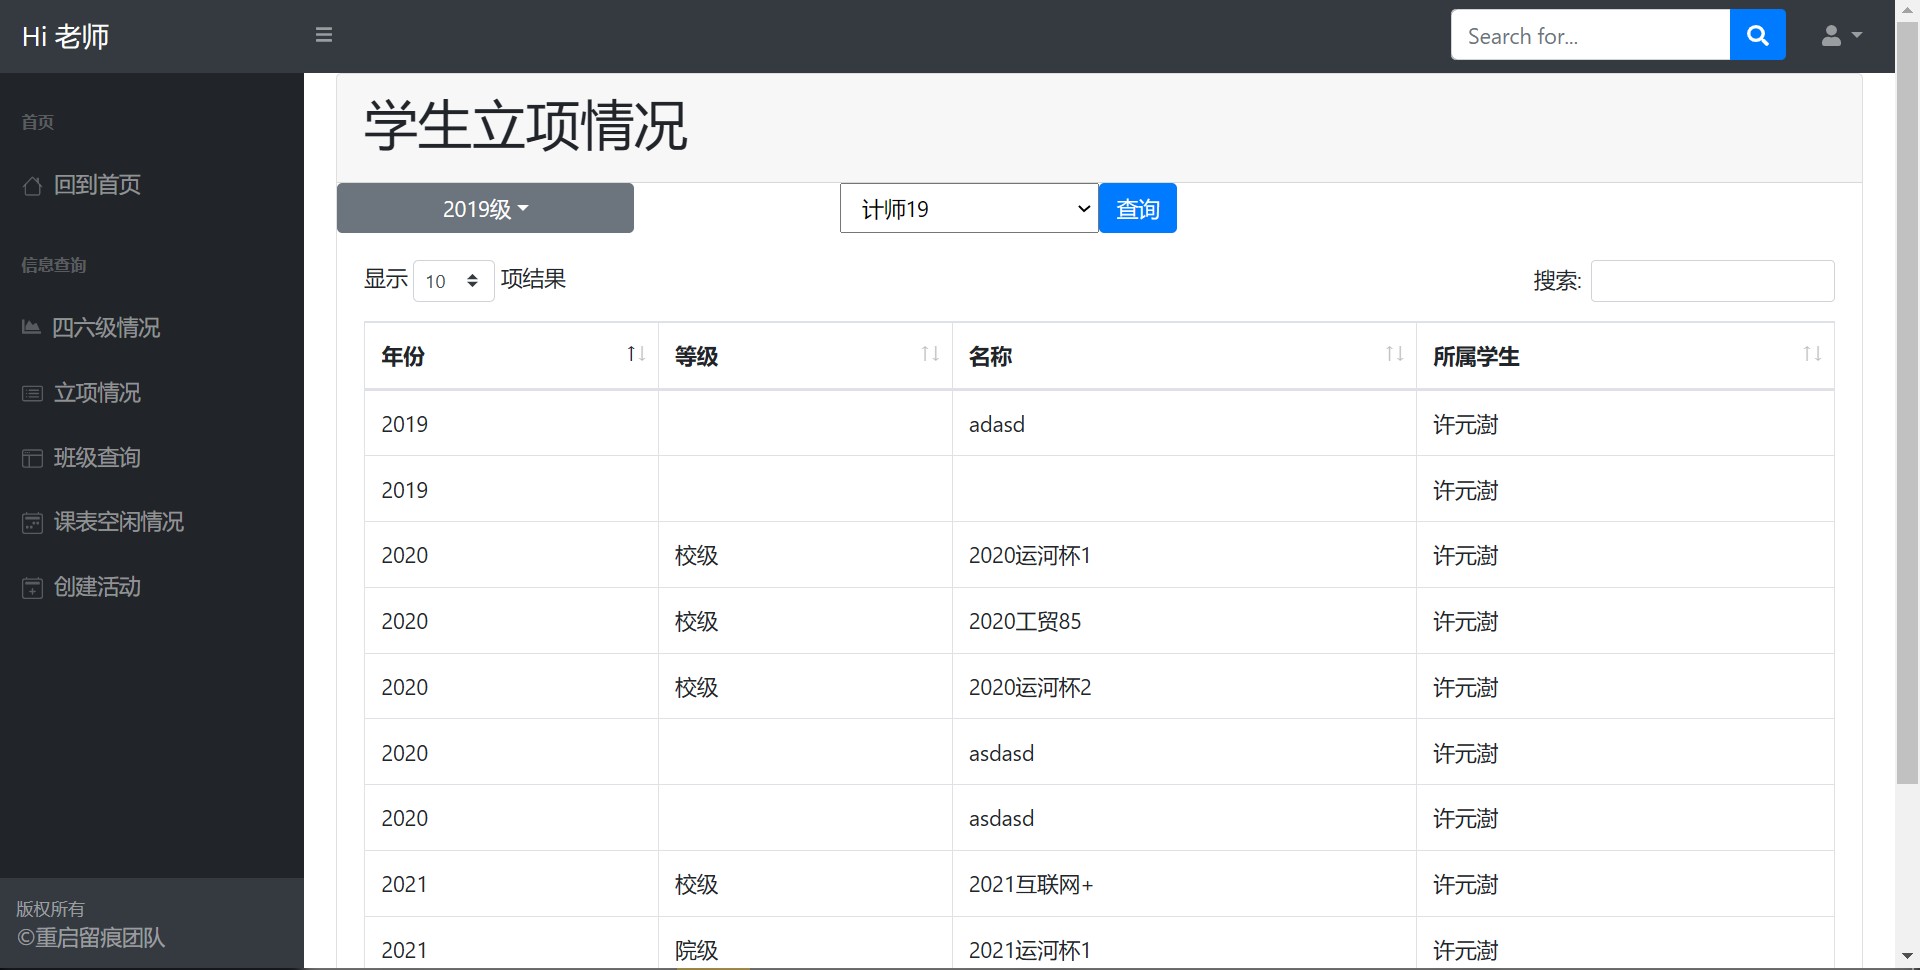 Hi 老师
Search for...
首页
回到首页
信息查询
四六级情况
立项情况
班级查询
课表空闲情况
创建活动
版权所有
©重启留痕团队
学生立项情况
2019级
计师19
查询
显示 10 项结果
搜索:
年份 等级 名称 所属学生
2019 adasd 许元澍
2019 许元澍
2020 校级 2020运河杯1 许元澍
2020 校级 2020工贸85 许元澍
2020 校级 2020运河杯2 许元澍
2020 asdasd 许元澍
2020 asdasd 许元澍
2021 校级 2021互联网+ 许元澍
2021 院级 2021运河杯1 许元澍